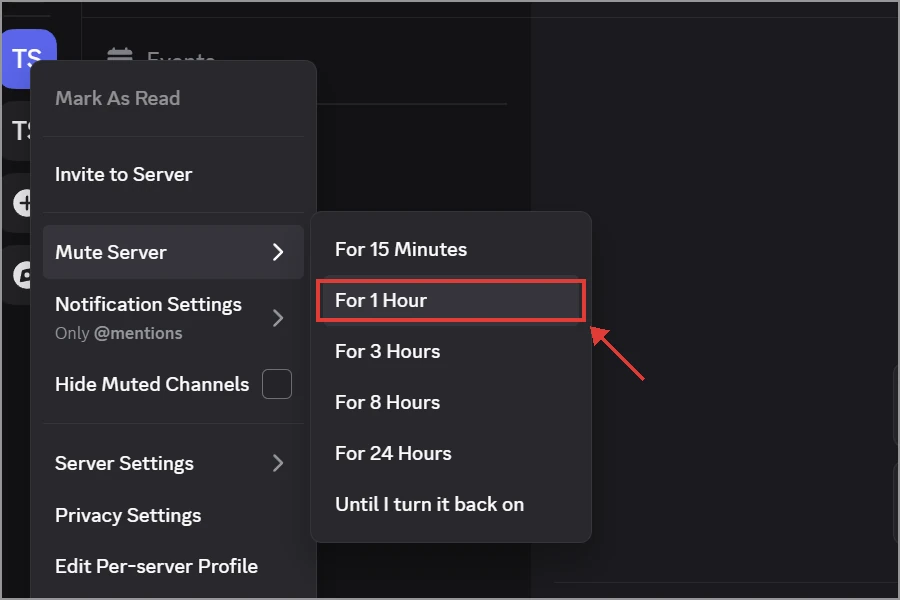 TS
Events
Mark As Read
TS
Invite to Server
Mute Server
For 15 Minutes
For 1 Hour
Notification Settings
Only @mentions
For 3 Hours
Hide Muted Channels
For 8 Hours
For 24 Hours
Server Settings
Until I turn it back on
Privacy Settings
Edit Per-server Profile